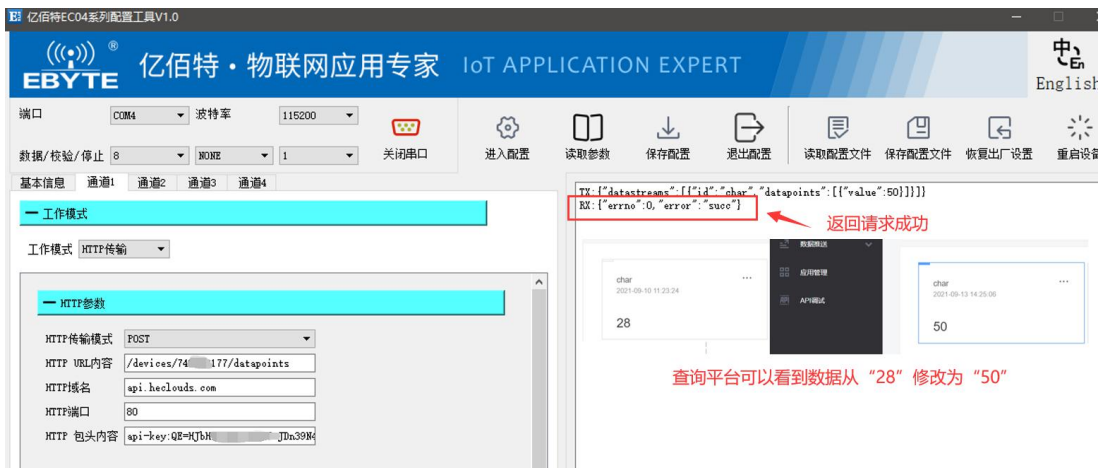 亿佰特EC04系列配置工具V1.0
((( • ))) ®
EBYTE 亿佰特·物联网应用专家 IoT APPLICATION EXPERT
中 En
English
端口 COM4 波特率 115200
数据/校验/停止 8 NONE 1
关闭串口 进入配置 读取参数 保存配置 退出配置 读取配置文件 保存配置文件 恢复出厂设置 重启设备
基本信息 通道1 通道2 通道3 通道4
工作模式
工作模式 HTTP传输
HTTP参数
HTTP传输模式 POST
HTTP URL内容 /devices/74 177/datapoints
HTTP域名 api.heclouds.com
HTTP端口 80
HTTP 包头内容 api-key:QE=HJbH JDn39N4
TX:{"datastreams":[{"id":"char","datapoints":[{"value":50}]}]}
RX:{"errno":0,"error":"succ"}
返回请求成功
char ...
2021-09-10 11:23:24
28
数据推送
应用管理
API调试
char ...
2021-09-13 14:25:06
50
查询平台可以看到数据从“28”修改为“50”